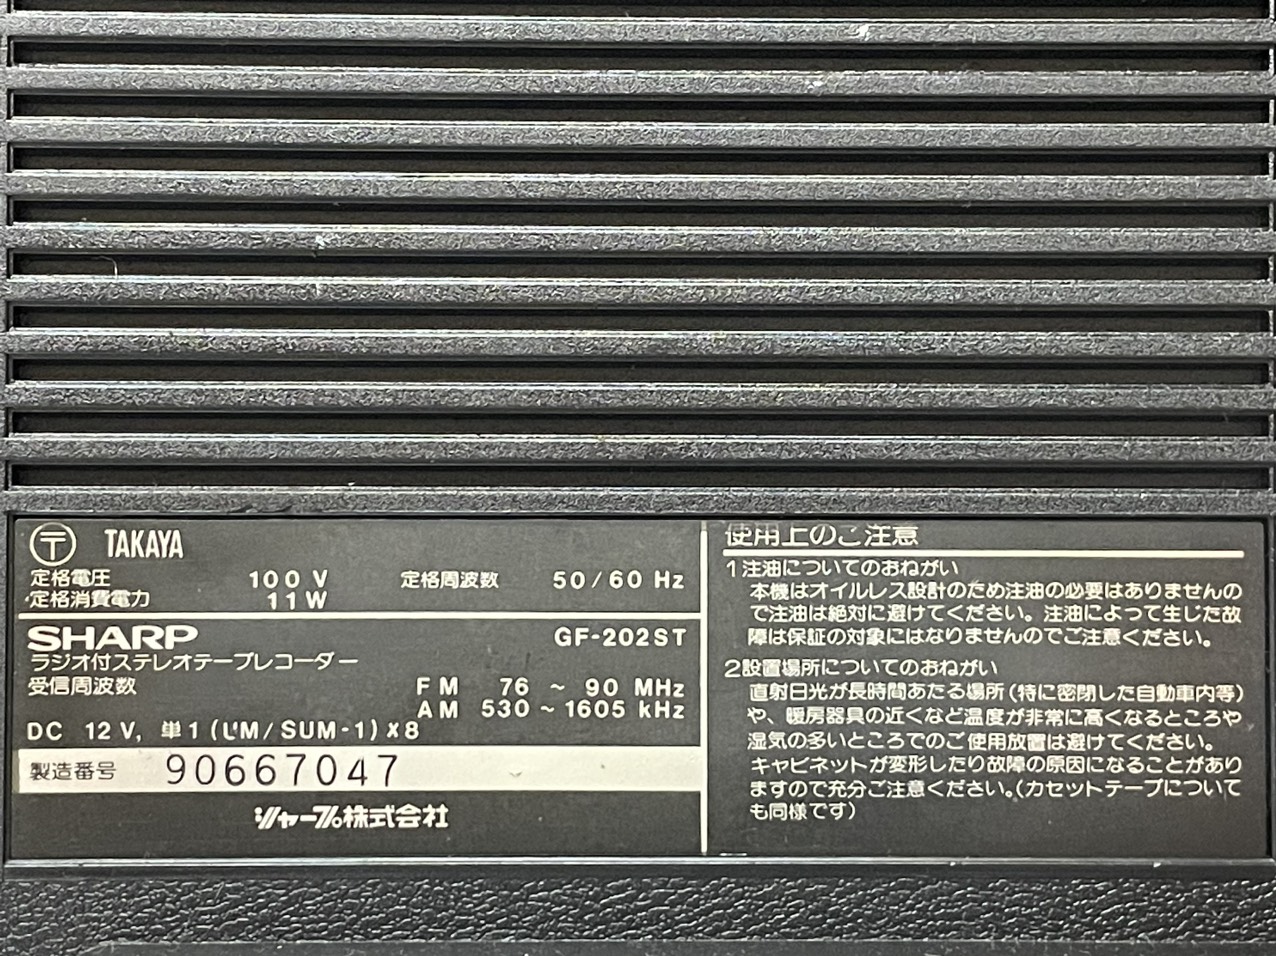 〒 TAKAYA
定格電圧 100 V 定格周波数 50/60 Hz
定格消費電力 11W
SHARP GF-202ST
ラジオ付ステレオテープレコーダー
受信周波数 FM 76 ~ 90 MHz
AM 530 ~ 1605 kHz
DC 12 V, 単1 (UM/SUM-1) X8
製造番号 90667047
シャープ株式会社
使用上のご注意
1注油についてのおねがい
本機はオイルレス設計のため注油の必要はありませんの
で注油は絶対に避けてください。注油によって生じた故
障は保証の対象にはなりませんのでご注意ください。
2設置場所についてのおねがい
直射日光が長時間あたる場所(特に密閉した自動車内等)
や、暖房器具の近くなど温度が非常に高くなるところや
湿気の多いところでのご使用放置は避けてください。
キャビネットが変形したり故障の原因になることがあり
ますので充分ご注意ください。(カセットテープについて
も同様です)